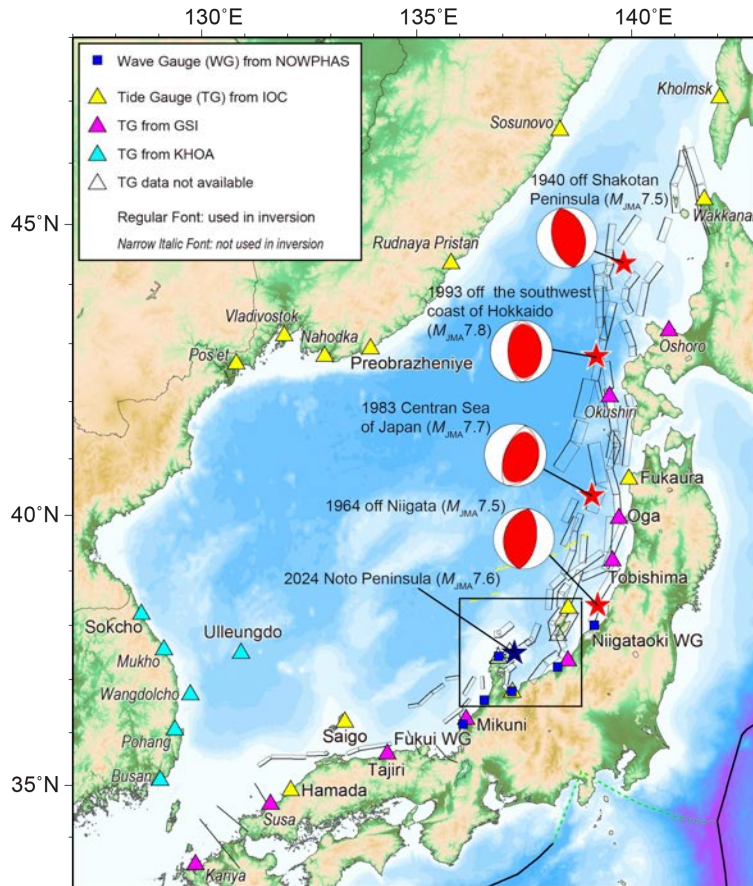 130˚E
135˚E
140˚E
Wave Gauge (WG) from NOWPHAS
Tide Gauge (TG) from IOC
TG from GSI
TG from KHOA
TG data not available
Regular Font: used in inversion
Narrow Italic Font: not used in inversion
Kholmsk
Sosunovo
1940 off Shakotan
Peninsula (MJMA7.5)
45˚N
Wakkanai
Rudnaya Pristan
1993 off the southwest
coast of Hokkaido
(MJMA7.8)
Vladivostok
Nahodka
Pos'et
Preobrazheniye
Oshoro
Okushiri
1983 Centran Sea
of Japan (MJMA7.7)
Fukaura
1964 off Niigata (MJMA7.5)
40˚N
Oga
Tobishima
2024 Noto Peninsula (MJMA7.6)
Niigataoki WG
Sokcho
Ulleungdo
Mukho
Wangdolcho
Pohang
Busan
Saigo
Fukui WG
Mikuni
Tajiri
35˚N
Hamada
Susa
Kariya